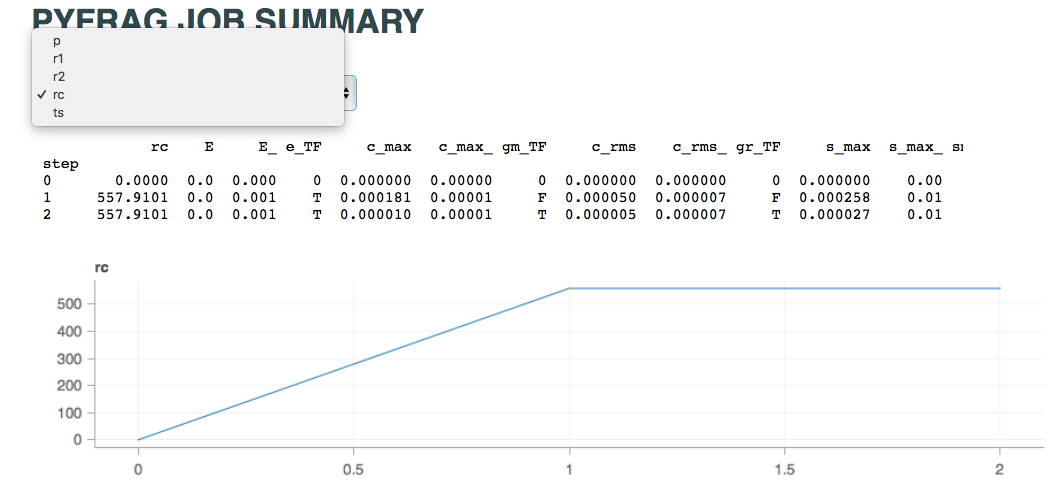 PYFRAG JOB SUMMARY
p
r1
r2
✓ rc
ts
rc E E_ e_TF c_max c_max_ gm_TF c_rms c_rms_ gr_TF s_max s_max_
step
0 0.0000 0.0 0.000 0 0.000000 0.00000 0 0.000000 0.000000 0 0.000000 0.00
1 557.9101 0.0 0.001 T 0.000181 0.00001 F 0.000050 0.000007 F 0.000258 0.01
2 557.9101 0.0 0.001 T 0.000010 0.00001 T 0.000005 0.000007 T 0.000027 0.01
rc
500
400
300
200
100
0
0 0.5 1 1.5 2